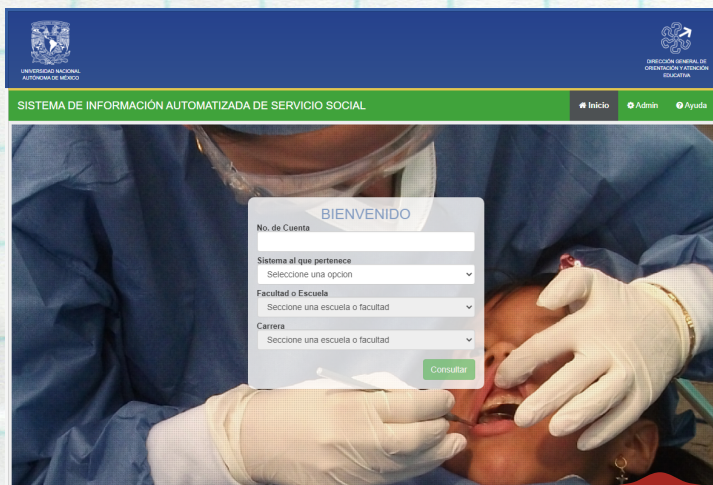 UNIVERSIDAD NACIONAL
AUTÓNOMA DE MÉXICO
DIRECCIÓN GENERAL DE
ORIENTACIÓN Y ATENCIÓN
EDUCATIVA
SISTEMA DE INFORMACIÓN AUTOMATIZADA DE SERVICIO SOCIAL
Inicio
Admin
Ayuda
BIENVENIDO
No. de Cuenta
Sistema al que pertenece
Seleccione una opcion
Facultad o Escuela
Seccione una escuela o facultad
Carrera
Seccione una escuela o facultad
Consultar